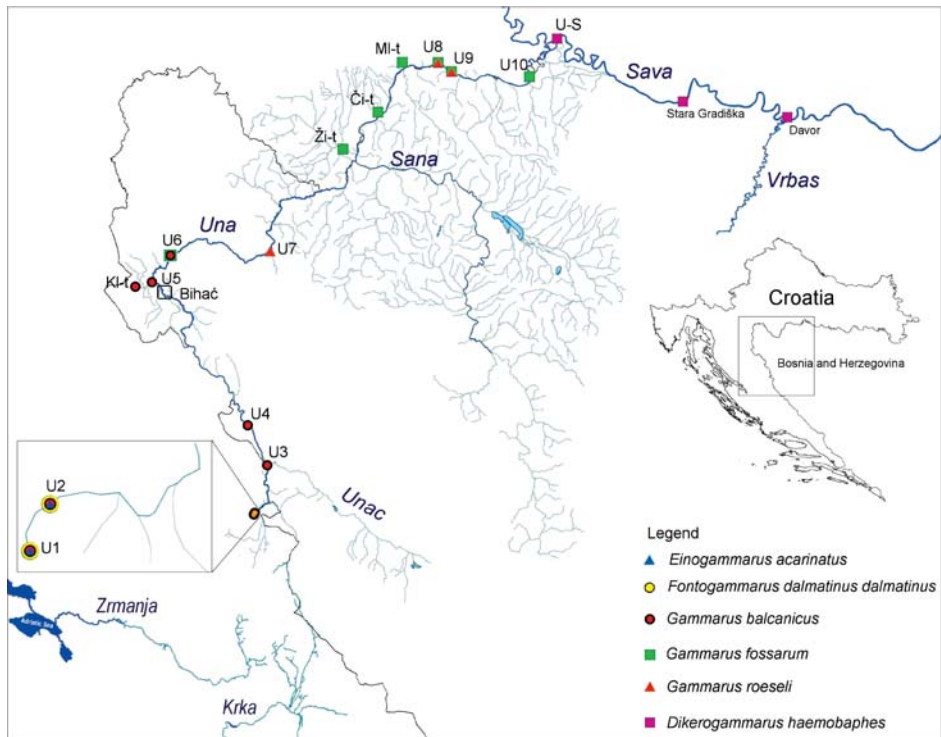 U-S
Ml-t
U8
U9
U10
Sava
Či-t
Stara Gradiška
Davor
Ži-t
Sana
Vrbas
Una
U6
U7
Kl-t
U5
Bihać
Croatia
Bosnia and Herzegovina
U4
U3
U2
Unac
U1
Legend
Einogammarus acarinatus
Fontogammarus dalmatinus dalmatinus
Zrmanja
Gammarus balcanicus
Adriatic Sea
Gammarus fossarum
Gammarus roeseli
Krka
Dikerogammarus haemobaphes